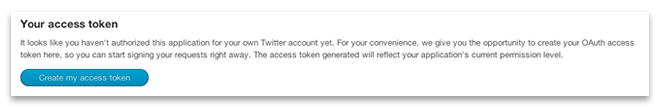 Your access token
It looks like you haven't authorized this application for your own Twitter account yet. For your convenience, we give you the opportunity to create your OAuth access
token here, so you can start signing your requests right away. The access token generated will reflect your application's current permission level.
Create my access token